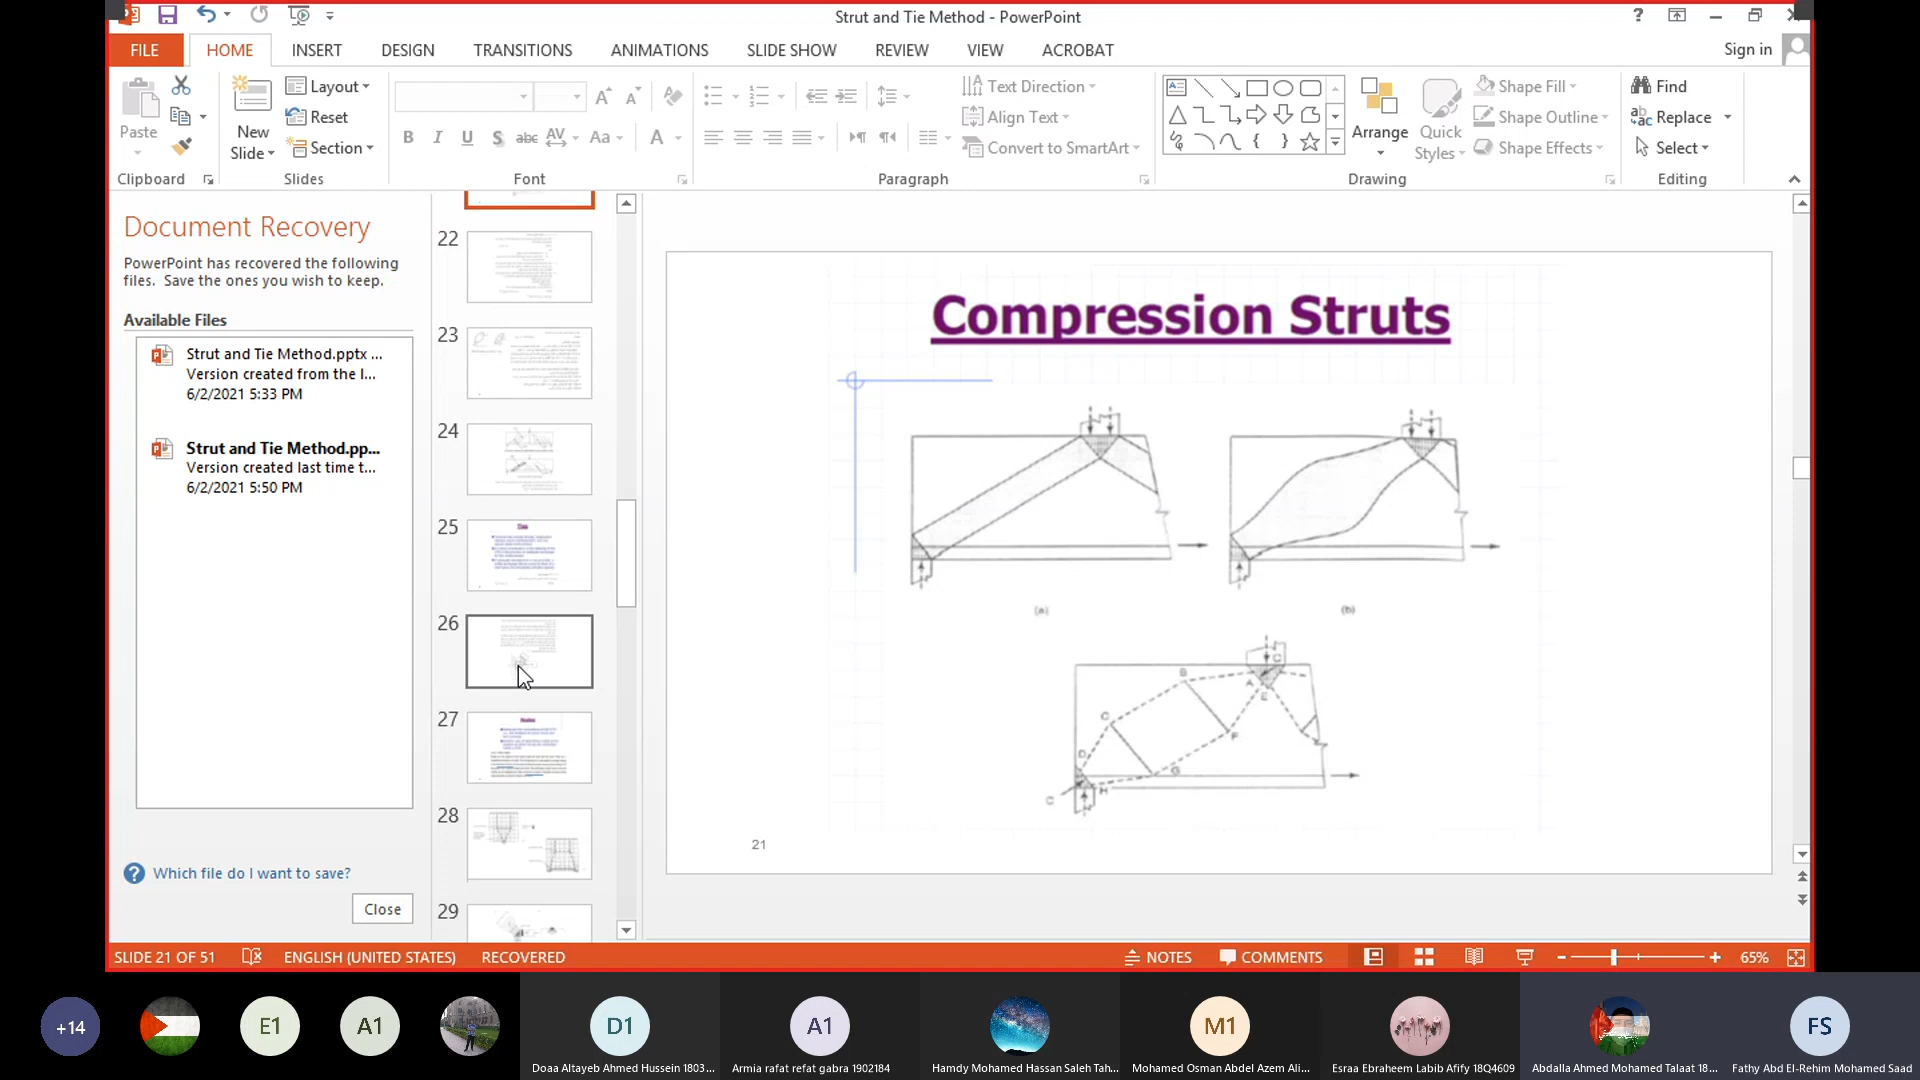 Strut and Tie Method - PowerPoint
?
FILE
HOME
INSERT
DESIGN
TRANSITIONS
ANIMATIONS
SLIDE SHOW
REVIEW
VIEW
ACROBAT
Sign in
Paste
New
Slide
Layout
Reset
Section
B I U S abc AV Aa A
Text Direction
Align Text
Convert to SmartArt
Arrange
Quick
Styles
Shape Fill
Shape Outline
Shape Effects
Find
Replace
Select
Clipboard
Slides
Font
Paragraph
Drawing
Editing
Document Recovery
PowerPoint has recovered the following
files. Save the ones you wish to keep.
Available Files
Strut and Tie Method.pptx ...
Version created from the l...
6/2/2021 5:33 PM
Strut and Tie Method.pp...
Version created last time t...
6/2/2021 5:50 PM
Which file do I want to save?
Close
22
23
24
25
26
27
28
29
Compression Struts
(a)
(b)
B
C
A
E
C
F
D
G
H
C
21
SLIDE 21 OF 51
ENGLISH (UNITED STATES)
RECOVERED
NOTES
COMMENTS
65%
+14
E1
A1
D1
A1
M1
FS
Doaa Altayeb Ahmed Hussein 1803...
Armia rafat refat gabra 1902184
Hamdy Mohamed Hassan Saleh Tah...
Mohamed Osman Abdel Azem Ali...
Esraa Ebraheem Labib Afify 18Q4609
Abdalla Ahmed Mohamed Talaat 18...
Fathy Abd El-Rehim Mohamed Saad